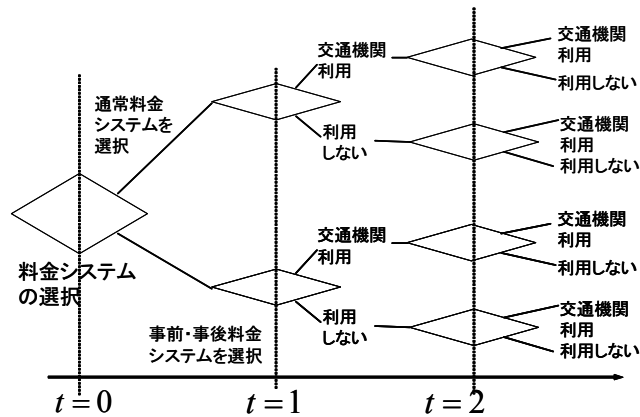 通常料金
システムを
選択
料金システム
の選択
事前・事後料金
システムを選択
交通機関
利用
利用
しない
交通機関
利用
利用
しない
交通機関
利用
利用しない
交通機関
利用
利用しない
交通機関
利用
利用しない
交通機関
利用
利用しない
t = 0
t = 1
t = 2